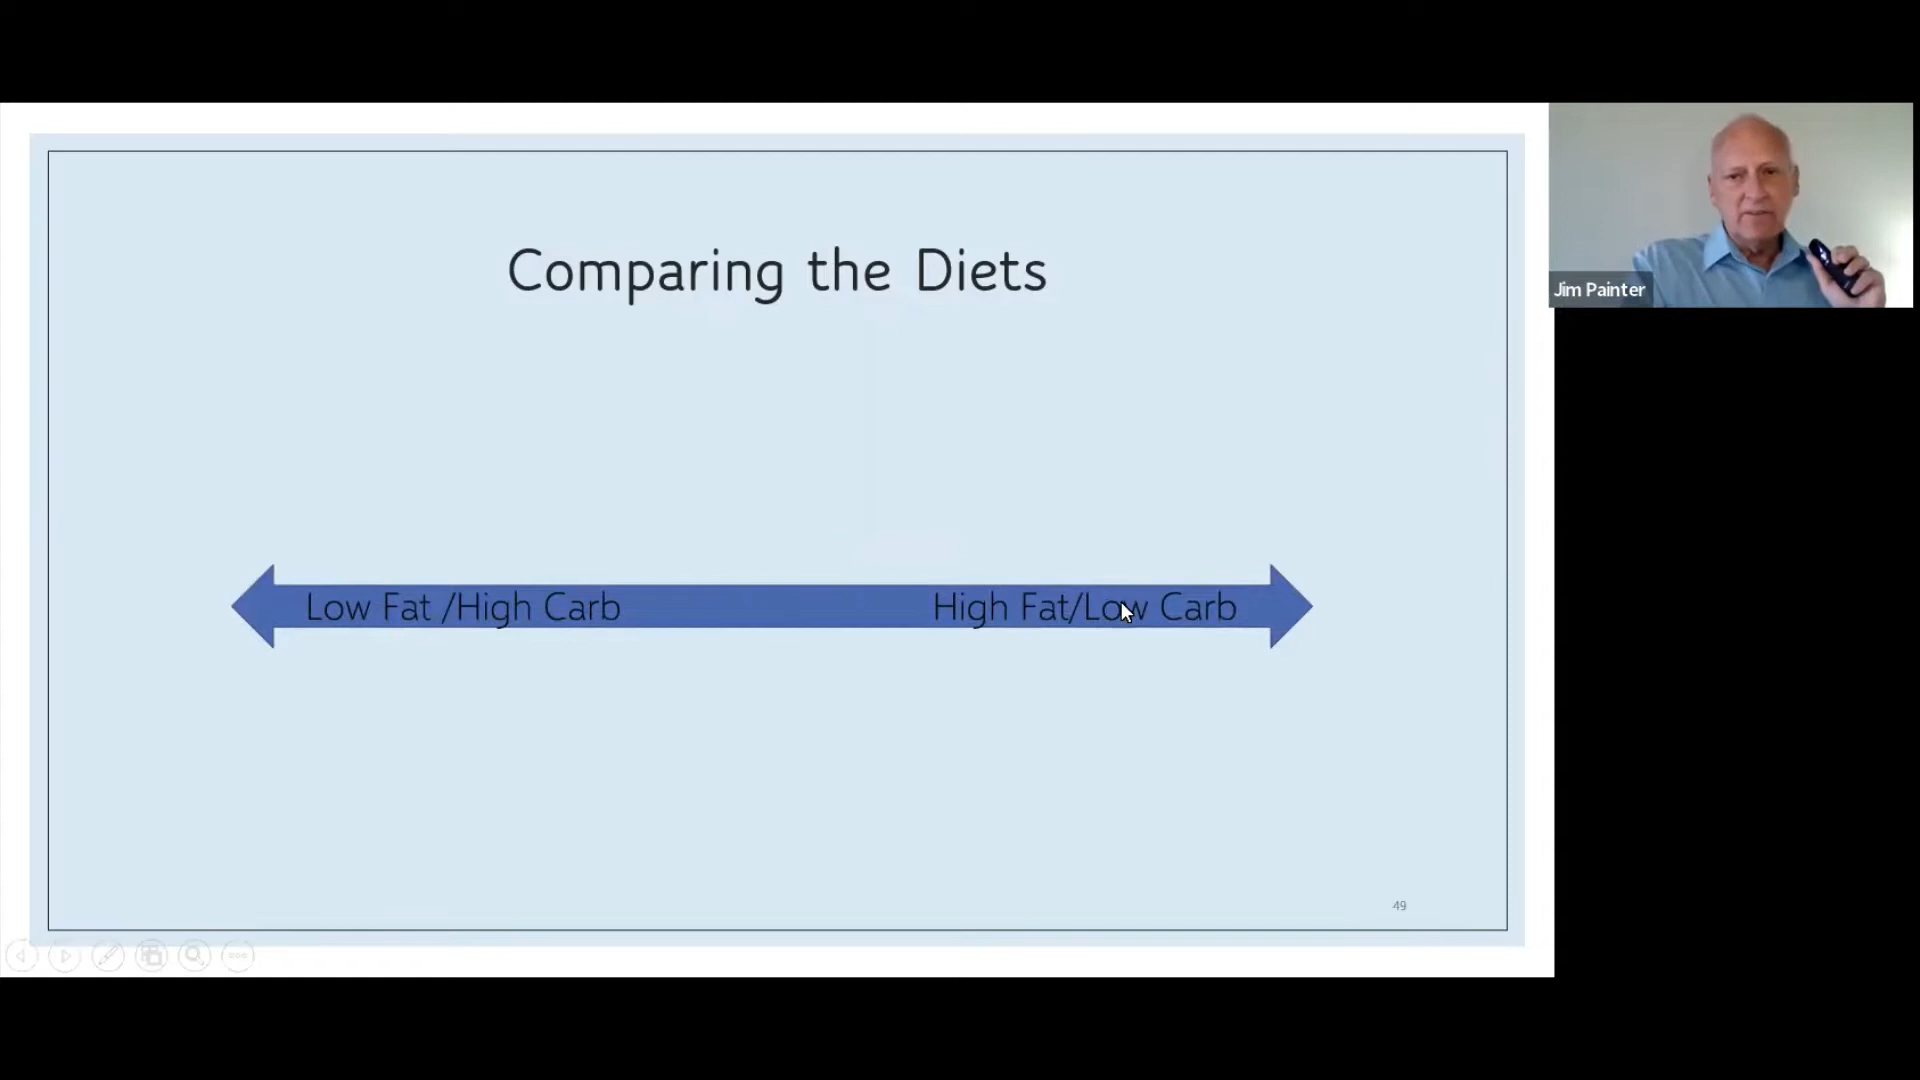 Comparing the Diets
Jim Painter
Low Fat /High Carb
High Fat/Low Carb
49